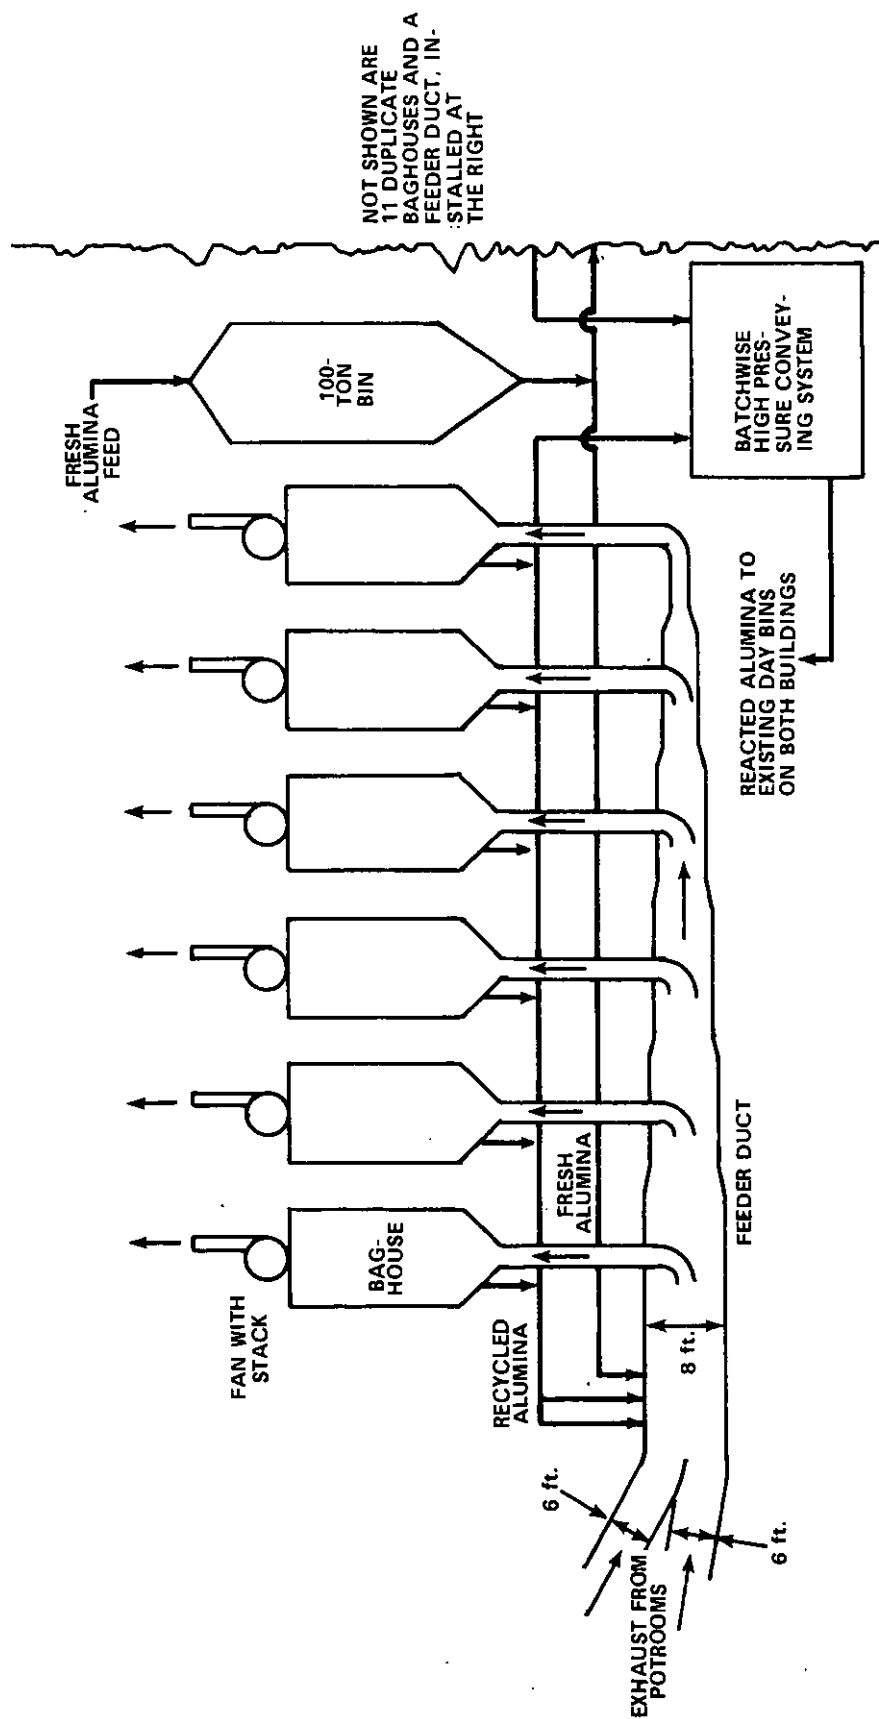 NOT SHOWN ARE
11 DUPLICATE
BAGHOUSES AND A
FEEDER DUCT, IN-
STALLED AT
THE RIGHT
FRESH
ALUMINA
FEED
100-
TON
BIN
BATCHWISE
HIGH PRES-
SURE CONVEY-
ING SYSTEM
REACTED ALUMINA TO
EXISTING DAY BINS
ON BOTH BUILDINGS
FAN WITH
STACK
BAG-
HOUSE
RECYCLED
ALUMINA
FRESH
ALUMINA
FEEDER DUCT
8 ft.
6 ft.
6 ft.
EXHAUST FROM
POTROOMS